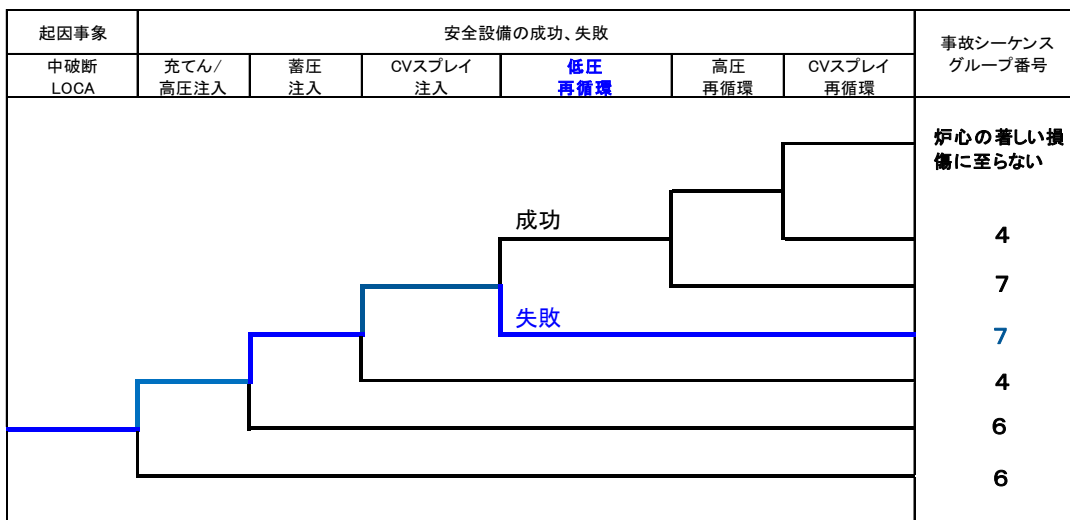 起因事象
安全設備の成功、失敗
事故シーケンス
グループ番号
中破断
LOCA
充てん/
高圧注入
蓄圧
注入
CVスプレイ
注入
低圧
再循環
高圧
再循環
CVスプレイ
再循環
炉心の著しい損
傷に至らない
成功
4
7
失敗
7
4
6
6